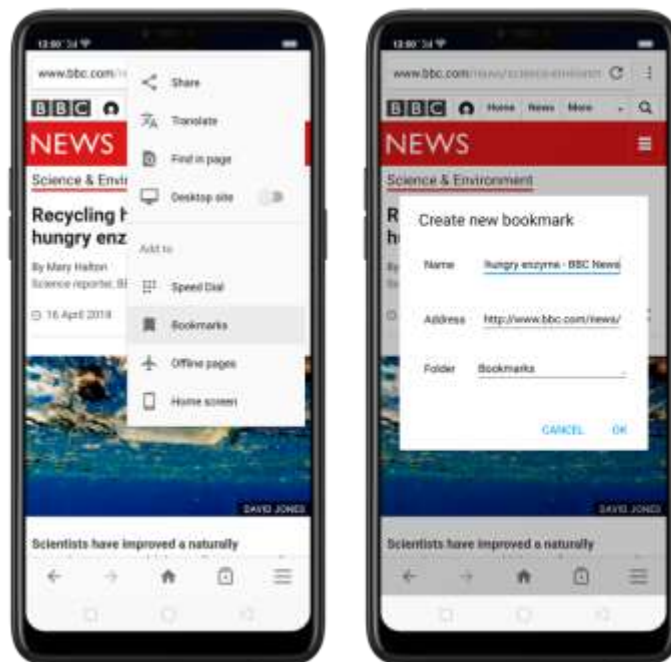 12:00
www.bbc.com
Share
BBC
Translate
NEWS
Find in page
Science & Envi
Desktop site
Recycling h
hungry enz
Add to
By Mary Halton
Science reporter, B
Speed Dial
16 April 2018
Bookmarks
Offline pages
Home screen
DAVID JONES
Scientists have improved a naturally
12:00
www.bbc.com/news/science-environm
BBC
Home News More
NEWS
Science & Environment
R
h
Create new bookmark
Name hungry enzyme - BBC News
Address http://www.bbc.com/news/
Folder Bookmarks
CANCEL OK
DAVID JONES
Scientists have improved a naturally